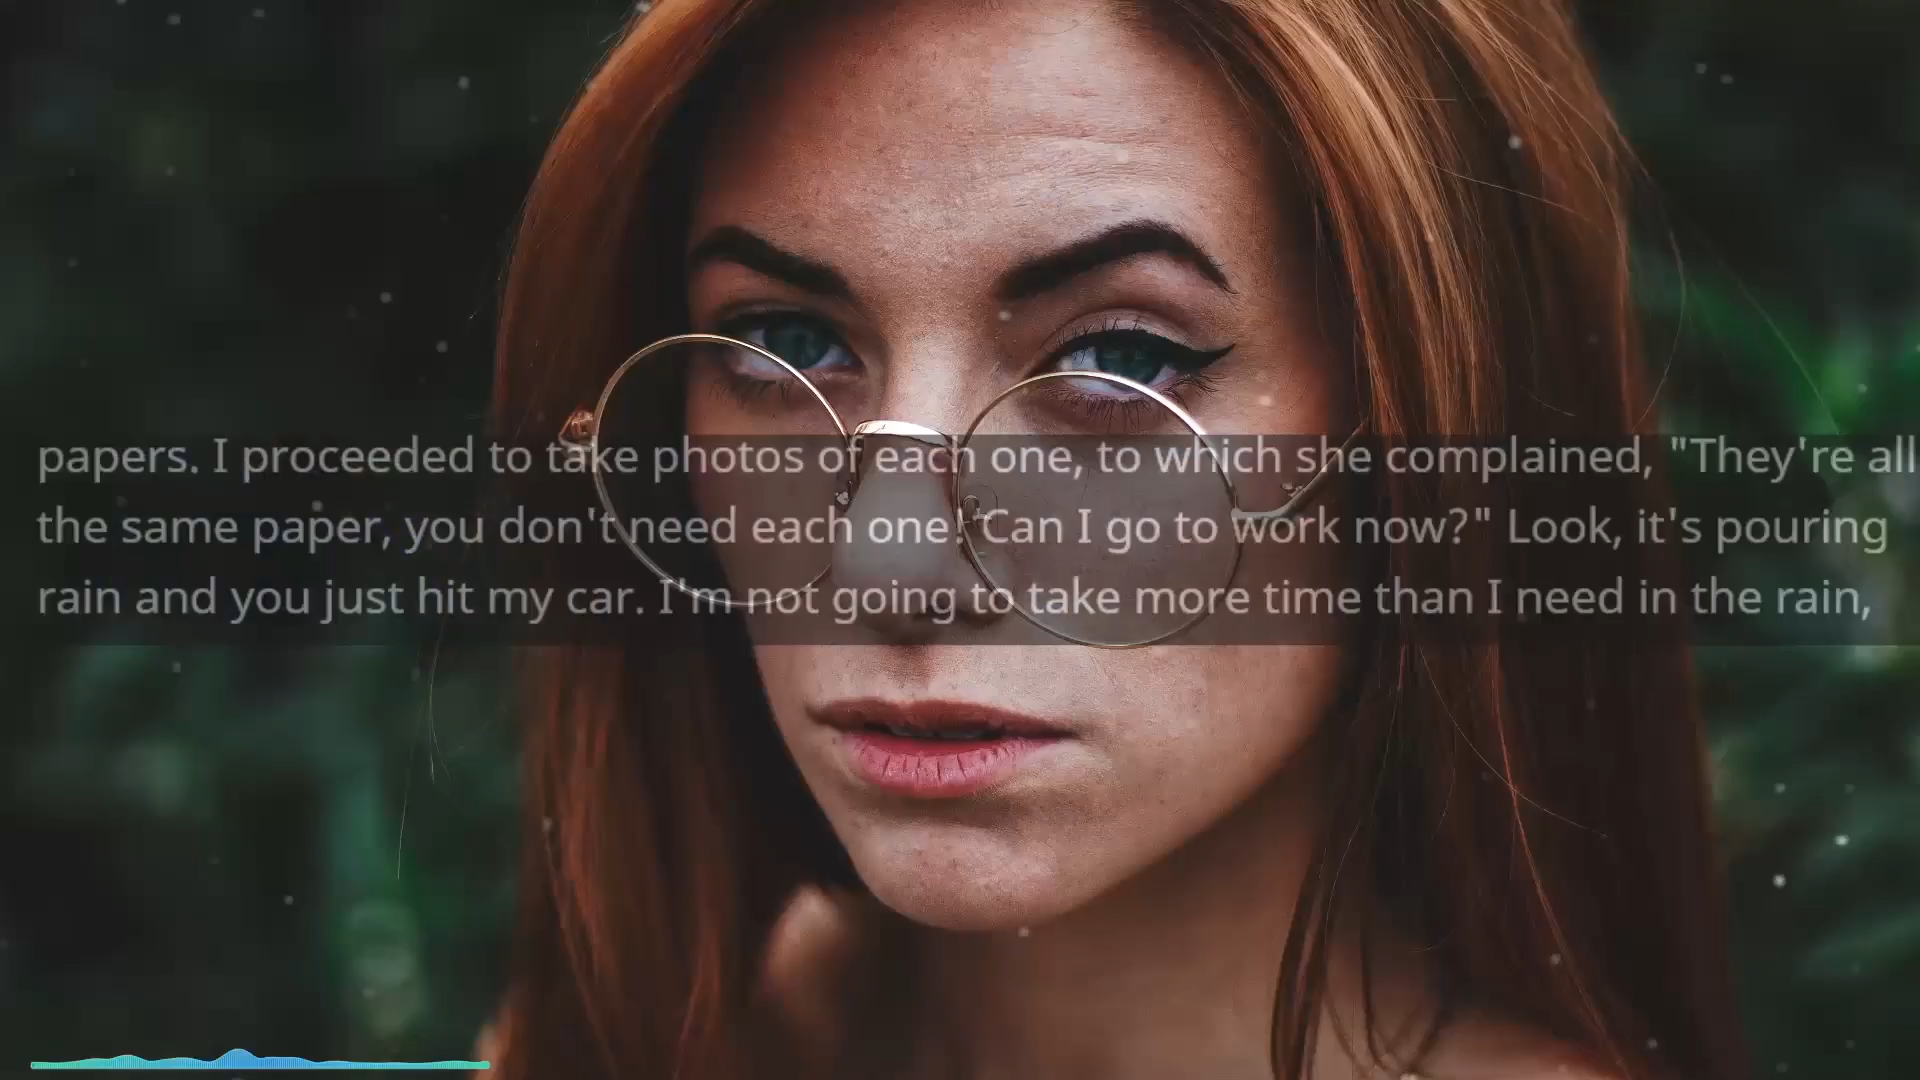 papers. I proceeded to take photos of each one, to which she complained, "They're all
the same paper, you don't need each one! Can I go to work now?" Look, it's pouring
rain and you just hit my car. I'm not going to take more time than I need in the rain,